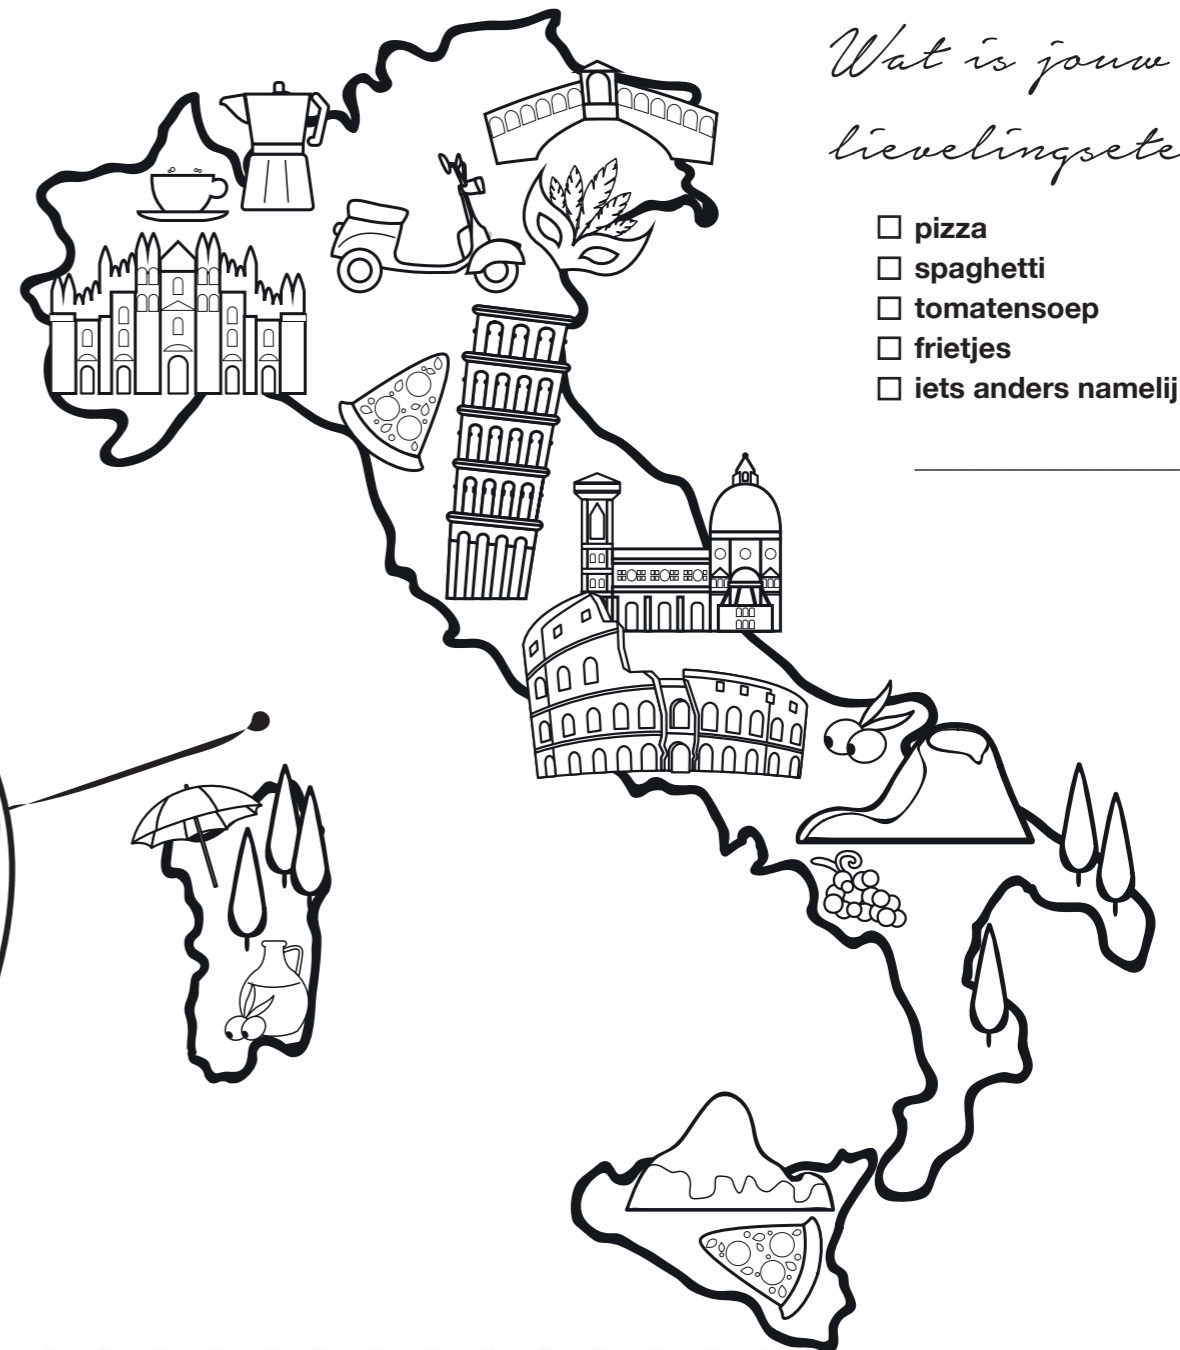 Wat is jouw
lievelingsete
pizza
spaghetti
tomatensoep
frietjes
iets anders namelij